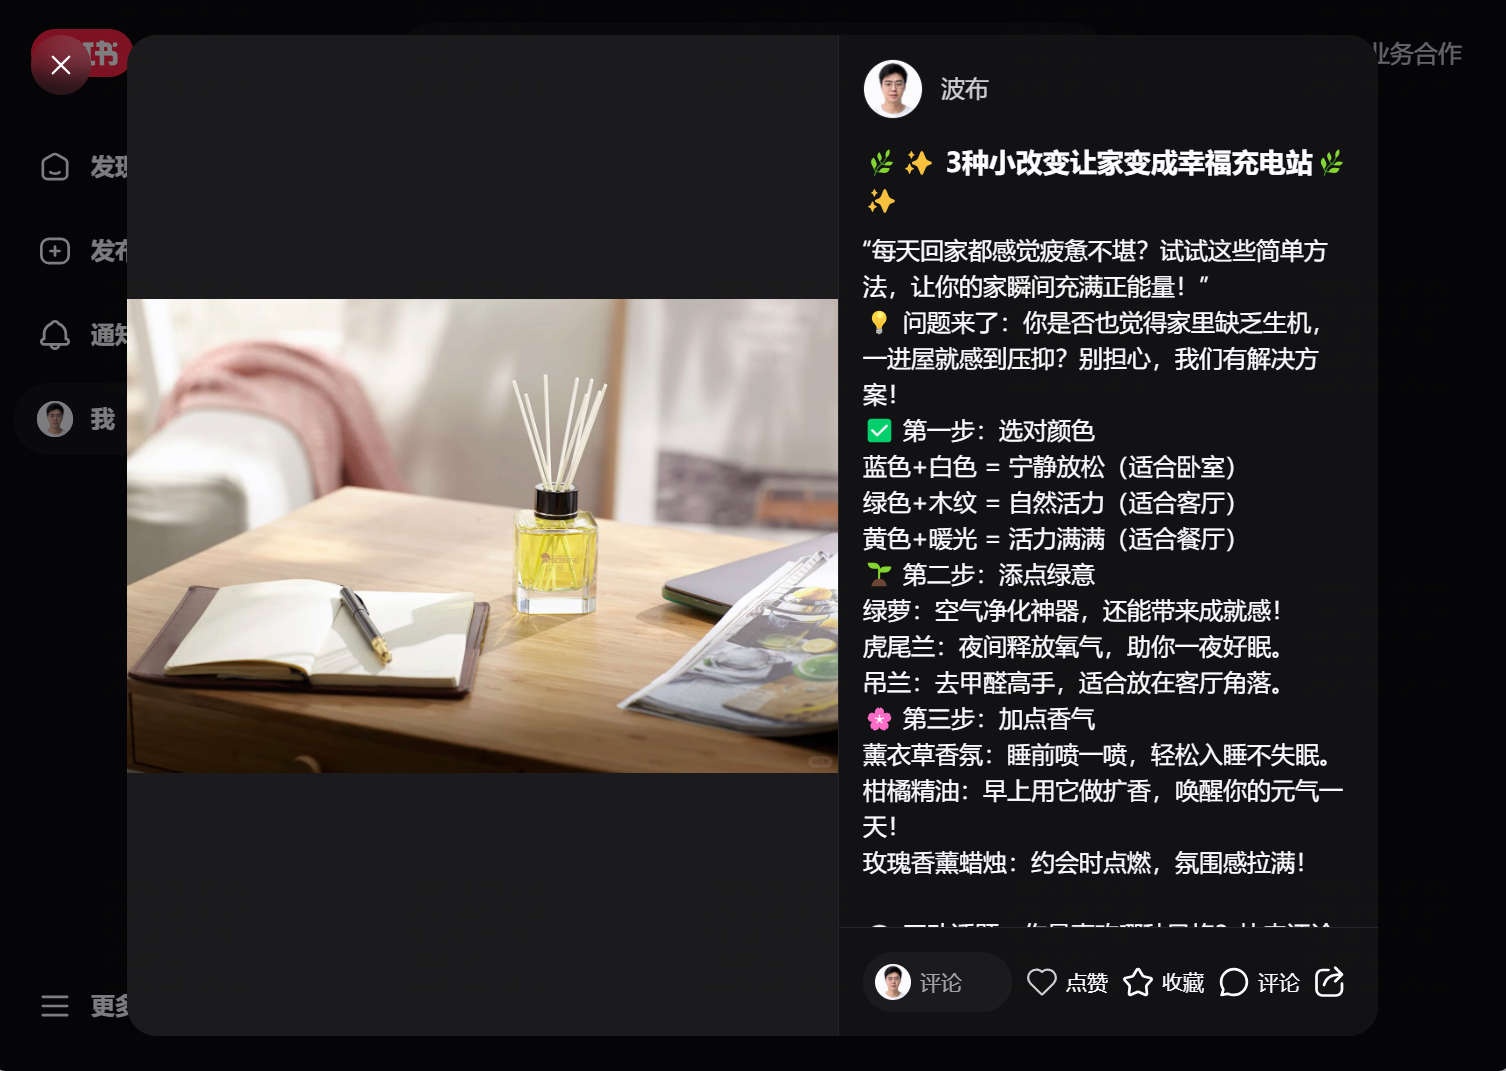 书
业务合作
发现
发布
通知
我
更多
波布
🌿✨ 3种小改变让家变成幸福充电站🌿
✨
“每天回家都感觉疲惫不堪？试试这些简单方
法，让你的家瞬间充满正能量！”
💡 问题来了：你是否也觉得家里缺乏生机，
一进屋就感到压抑？别担心，我们有解决方
案！
✅ 第一步：选对颜色
蓝色+白色 = 宁静放松（适合卧室）
绿色+木纹 = 自然活力（适合客厅）
黄色+暖光 = 活力满满（适合餐厅）
🌱 第二步：添点绿意
绿萝：空气净化神器，还能带来成就感！
虎尾兰：夜间释放氧气，助你一夜好眠。
吊兰：去甲醛高手，适合放在客厅角落。
🌸 第三步：加点香气
薰衣草香氛：睡前喷一喷，轻松入睡不失眠。
柑橘精油：早上用它做扩香，唤醒你的元气一
天！
玫瑰香薰蜡烛：约会时点燃，氛围感拉满！
评论
点赞
收藏
评论